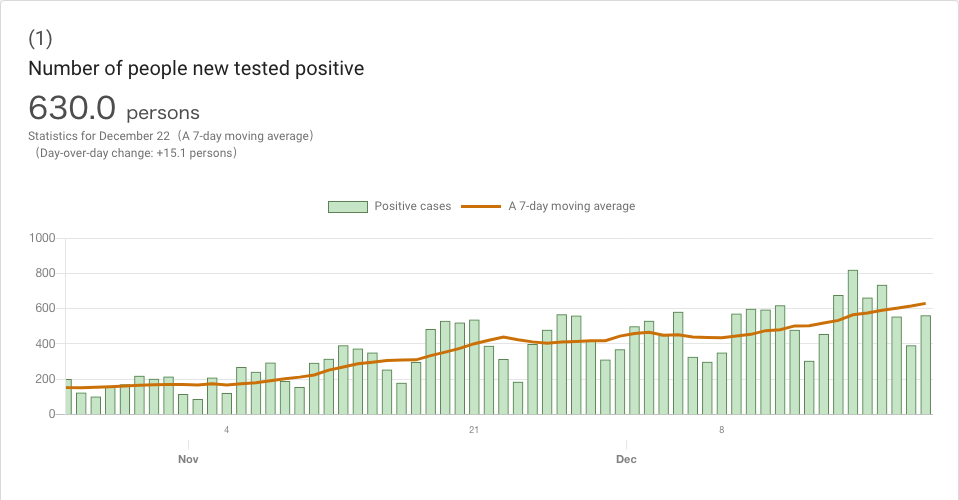 (1)
Number of people new tested positive
630.0 persons
Statistics for December 22（A 7-day moving average）
（Day-over-day change: +15.1 persons）
Positive cases A 7-day moving average
1000
800
600
400
200
0
4 21 8
Nov Dec